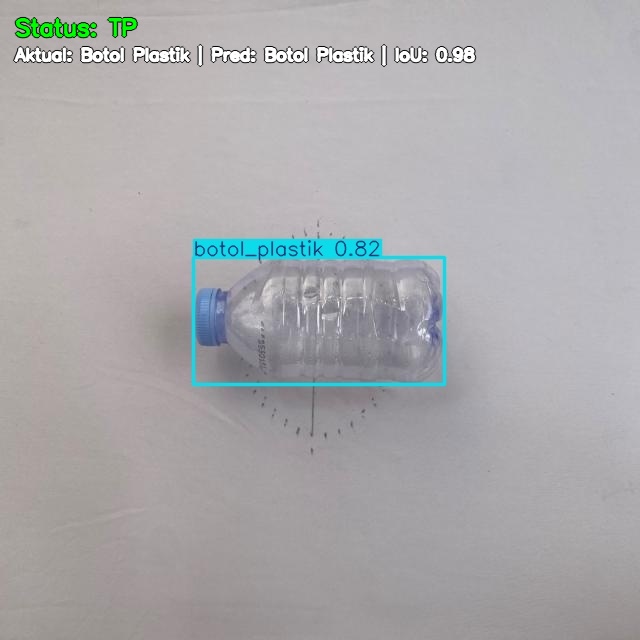 Status: TP
Aktual: Botol Plastik | Pred: Botol Plastik | IoU: 0.98
botol_plastik 0.82